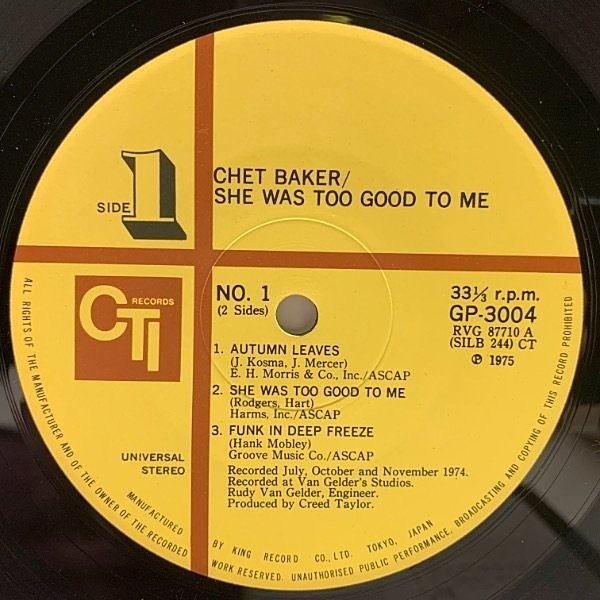 SIDE 1
CHET BAKER/
SHE WAS TOO GOOD TO ME
CTI RECORDS
NO. 1
(2 Sides)
33⅓ r.p.m.
GP-3004
RVG 87710 A
(SILB 244) CT
℗ 1975
1. AUTUMN LEAVES
(J. Kosma, J. Mercer)
E. H. Morris & Co., Inc./ASCAP
2. SHE WAS TOO GOOD TO ME
(Rodgers, Hart)
Harms, Inc./ASCAP
3. FUNK IN DEEP FREEZE
(Hank Mobley)
Groove Music Co./ASCAP
Recorded July, October and November 1974.
Recorded at Van Gelder's Studios.
Rudy Van Gelder, Engineer.
Produced by Creed Taylor.
UNIVERSAL
STEREO
MANUFACTURED BY KING RECORD CO., LTD. TOKYO, JAPAN
ALL RIGHTS OF THE MANUFACTURER AND OF THE OWNER OF THE RECORDED WORK RESERVED. UNAUTHORISED PUBLIC PERFORMANCE, BROADCASTING AND COPYING OF THIS RECORD PROHIBITED